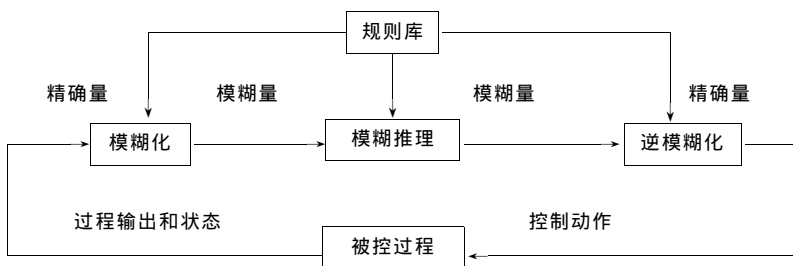 规则库
精确量
模糊量
模糊量
精确量
模糊化
模糊推理
逆模糊化
过程输出和状态
控制动作
被控过程